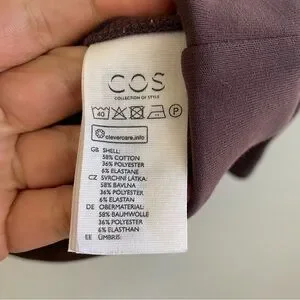 COS
COLLECTION OF STYLE
40 P
clevercare.info
GB SHELL:
58% COTTON
36% POLYESTER
6% ELASTANE
CZ SVRCHNÍ LÁTKA:
58% BAVLNA
36% POLYESTER
6% ELASTAN
DE OBERMATERIAL:
58% BAUMWOLLE
36% POLYESTER
6% ELASTHAN
EE ÜMBRIS: